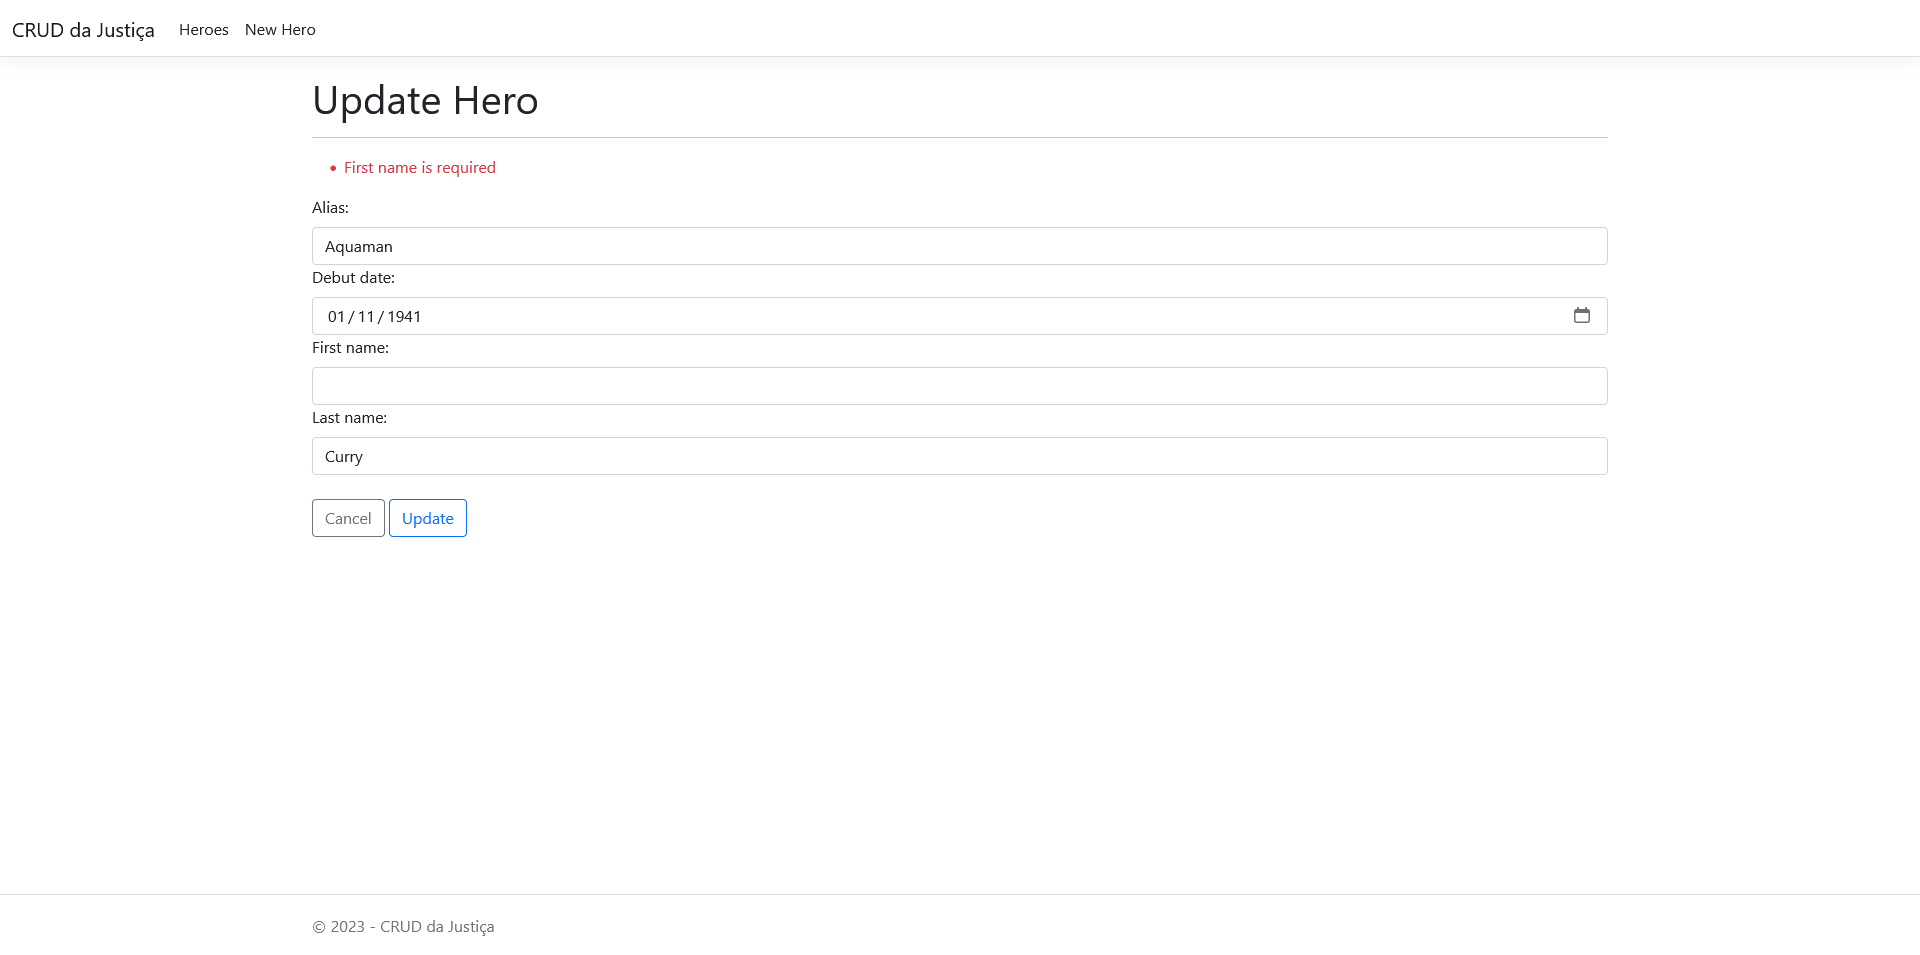 CRUD da Justiça Heroes New Hero
Update Hero
• First name is required
Alias:
Aquaman
Debut date:
01/11/1941
First name:
Last name:
Curry
Cancel Update
© 2023 - CRUD da Justiça